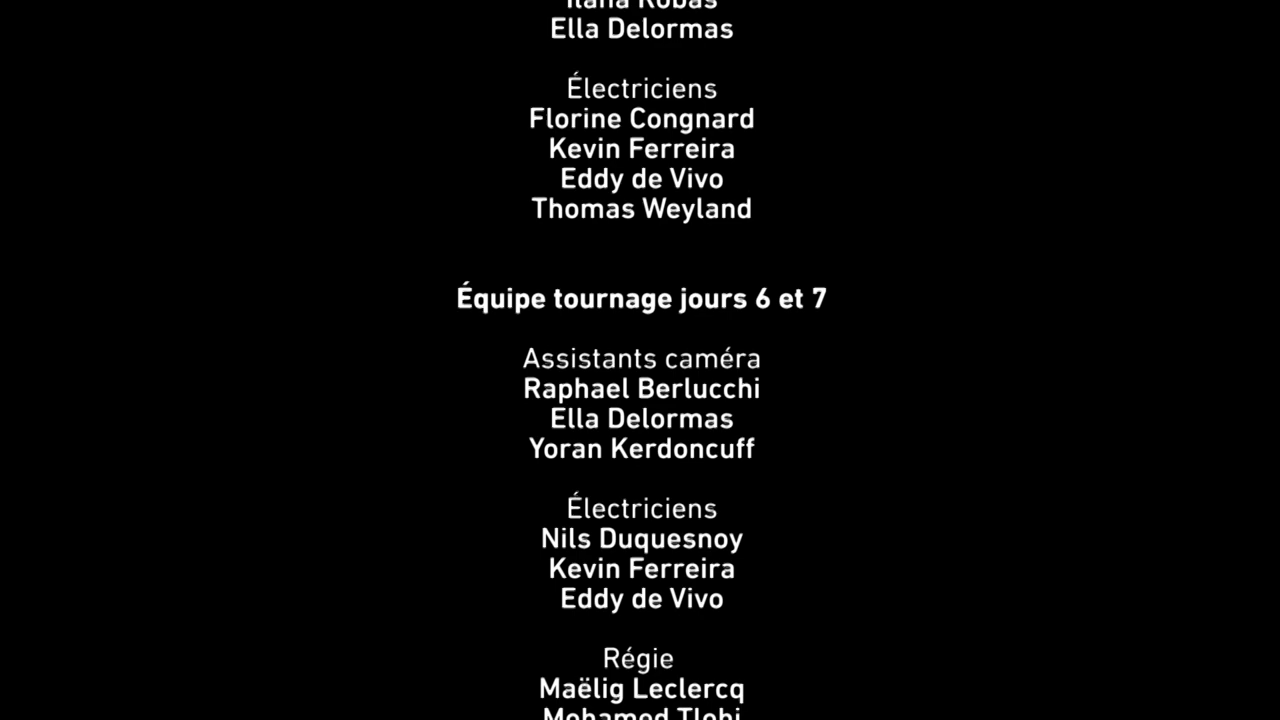 Ella Delormas
Électriciens
Florine Congnard
Kevin Ferreira
Eddy de Vivo
Thomas Weyland
Équipe tournage jours 6 et 7
Assistants caméra
Raphael Berlucchi
Ella Delormas
Yoran Kerdoncuff
Électriciens
Nils Duquesnoy
Kevin Ferreira
Eddy de Vivo
Régie
Maëlig Leclercq
Mohamed